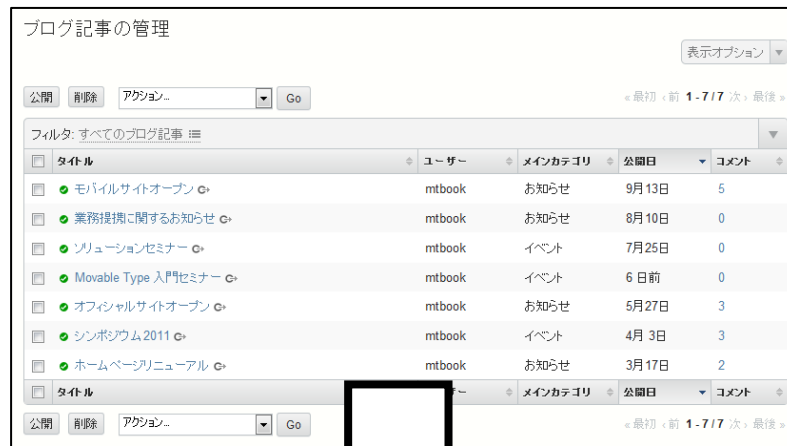 ブログ記事の管理
表示オプション
公開 削除 アクション... Go «最初 ‹前 1 - 7 / 7 次› 最後»
フィルタ: すべてのブログ記事
タイトル ユーザー メインカテゴリ 公開日 コメント
モバイルサイトオープン mtbook お知らせ 9月13日 5
業務提携に関するお知らせ mtbook お知らせ 8月10日 0
ソリューションセミナー mtbook イベント 7月25日 0
Movable Type 入門セミナー mtbook イベント 6 日前 0
オフィシャルサイトオープン mtbook お知らせ 5月27日 3
シンポジウム2011 mtbook イベント 4月 3日 3
ホームページリニューアル mtbook お知らせ 3月17日 2
タイトル メインカテゴリ 公開日 コメント
公開 削除 アクション... Go «最初 ‹前 1 - 7 / 7 次› 最後»